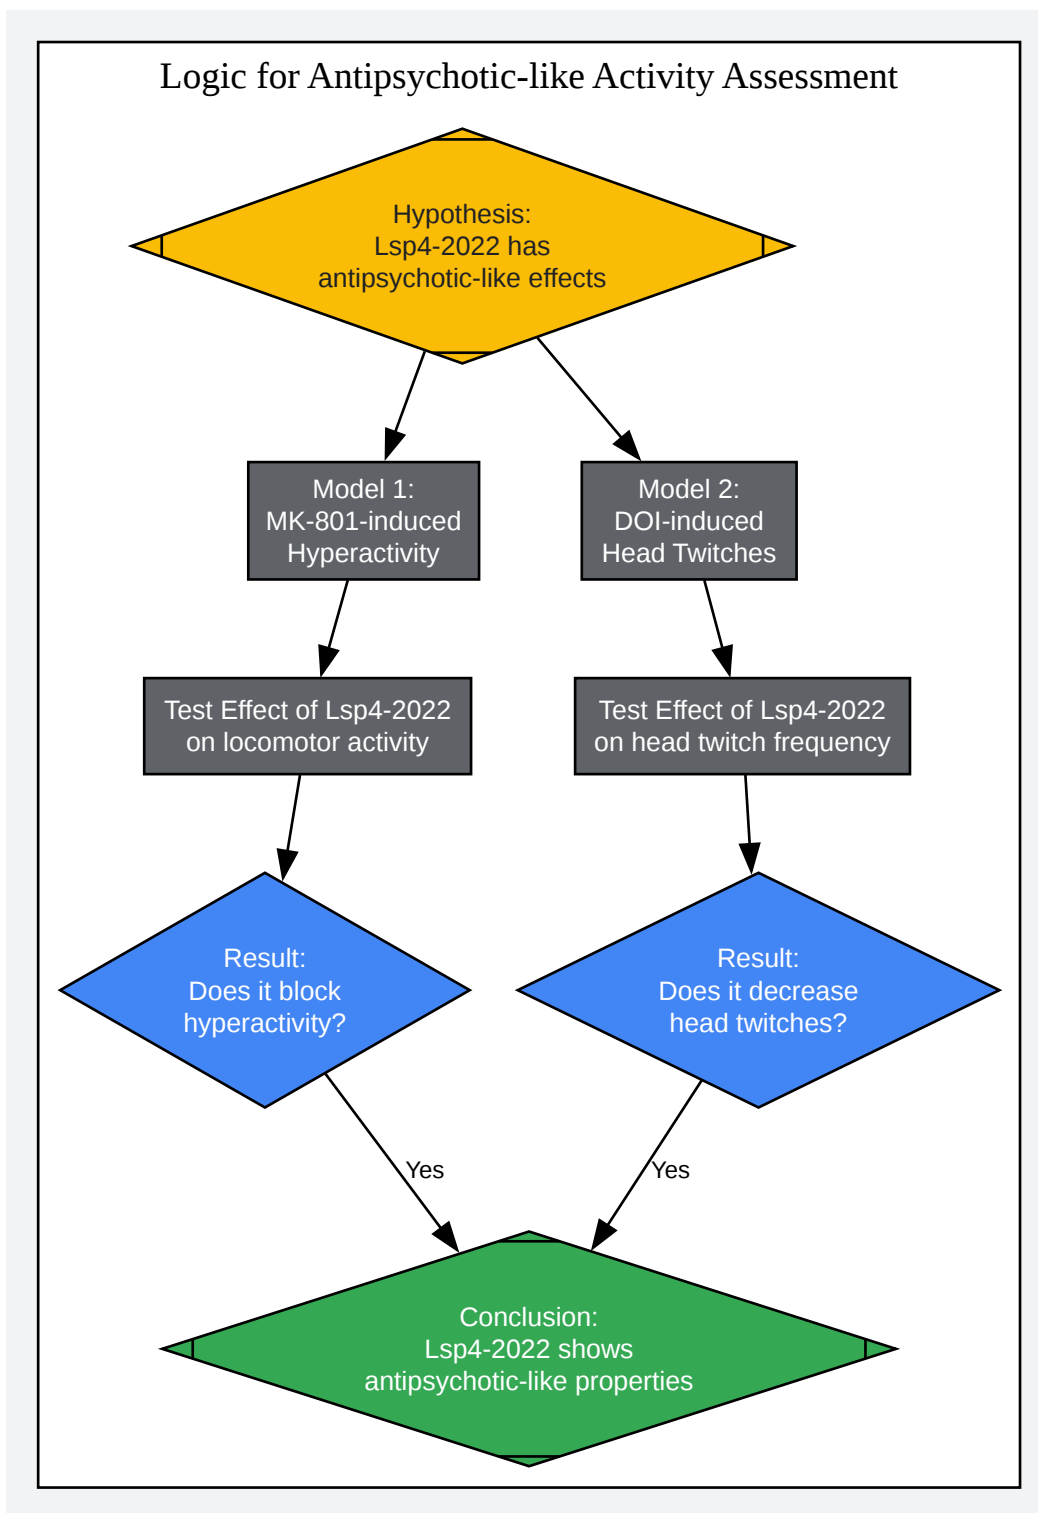 Logic for Antipsychotic-like Activity Assessment
Hypothesis:
Lsp4-2022 has
antipsychotic-like effects
Model 1:
MK-801-induced
Hyperactivity
Model 2:
DOI-induced
Head Twitches
Test Effect of Lsp4-2022
on locomotor activity
Test Effect of Lsp4-2022
on head twitch frequency
Result:
Does it block
hyperactivity?
Result:
Does it decrease
head twitches?
Yes
Yes
Conclusion:
Lsp4-2022 shows
antipsychotic-like properties